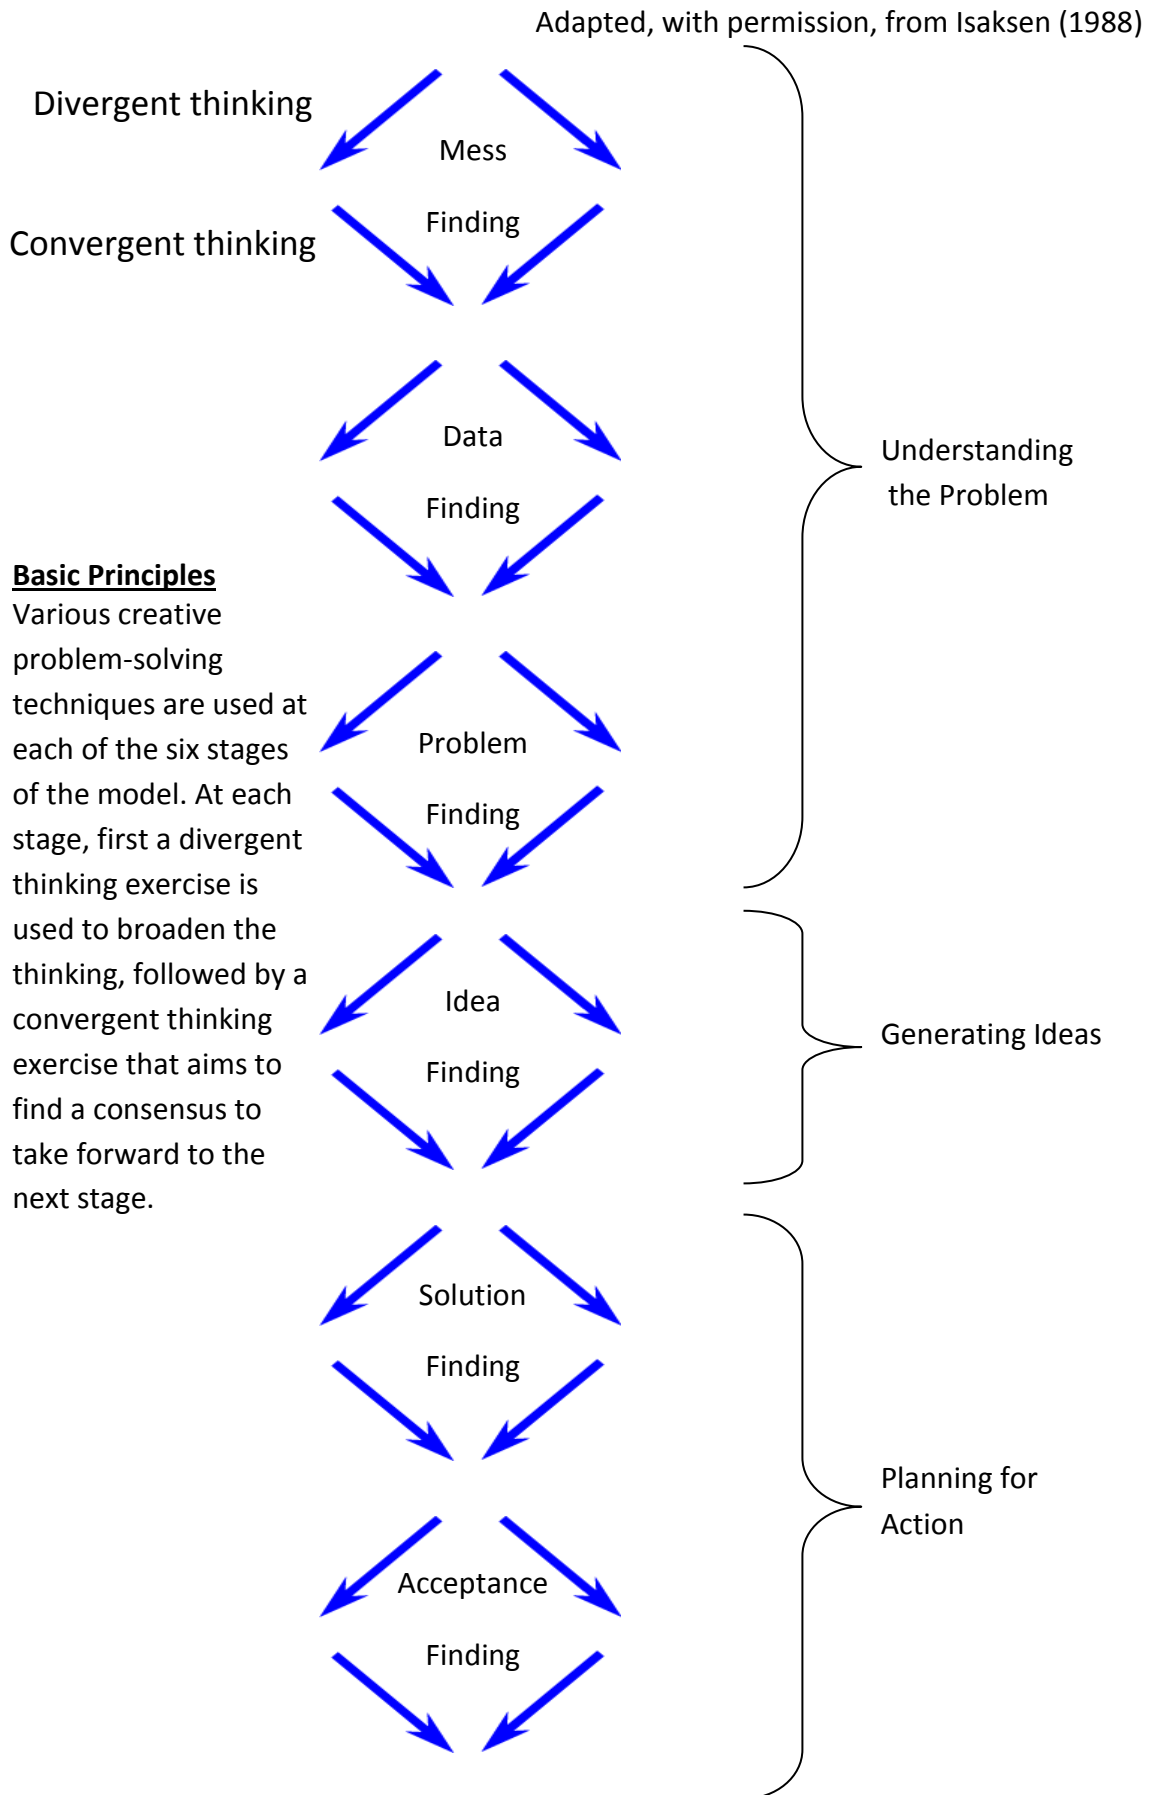 Adapted, with permission, from Isaksen (1988)
Divergent thinking
Mess
Finding
Convergent thinking
Data
Finding
Understanding
the Problem
Basic Principles
Various creative
problem-solving
techniques are used at
each of the six stages
of the model. At each
stage, first a divergent
thinking exercise is
used to broaden the
thinking, followed by a
convergent thinking
exercise that aims to
find a consensus to
take forward to the
next stage.
Problem
Finding
Idea
Finding
Generating Ideas
Solution
Finding
Planning for
Action
Acceptance
Finding